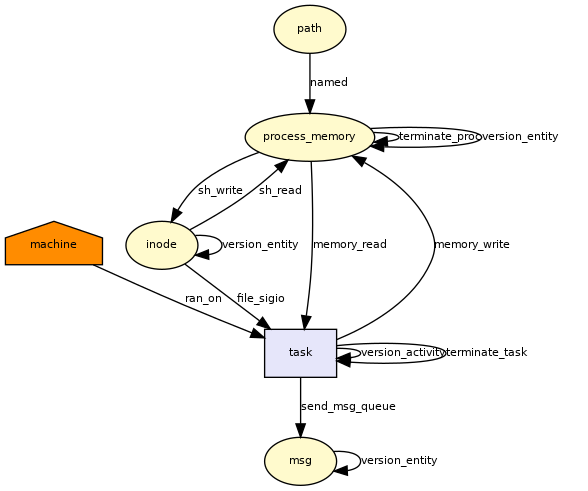 path
named
process_memory
terminate_proc
version_entity
sh_write
sh_read
machine
inode
version_entity
memory_read
memory_write
ran_on
file_sigio
task
version_activity
terminate_task
send_msg_queue
msg
version_entity